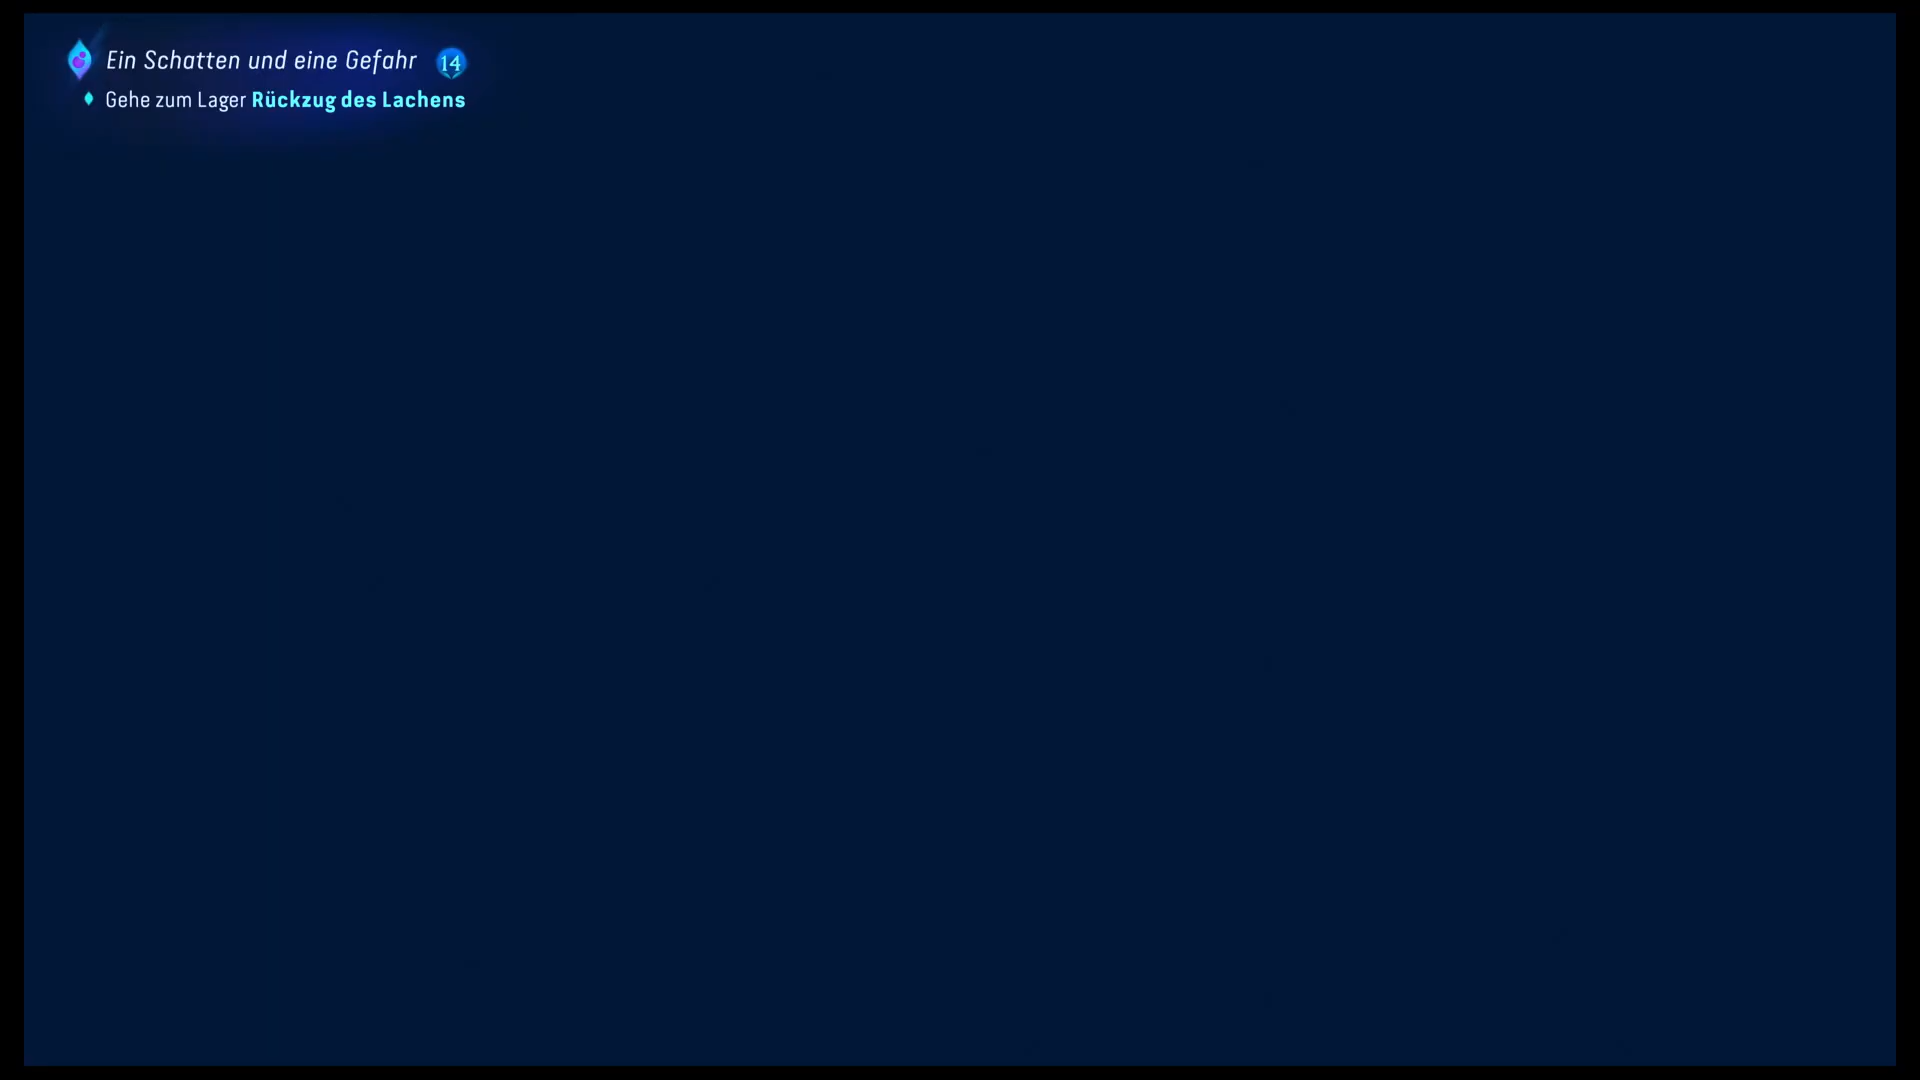 Ein Schatten und eine Gefahr 14
Gehe zum Lager Rückzug des Lachens